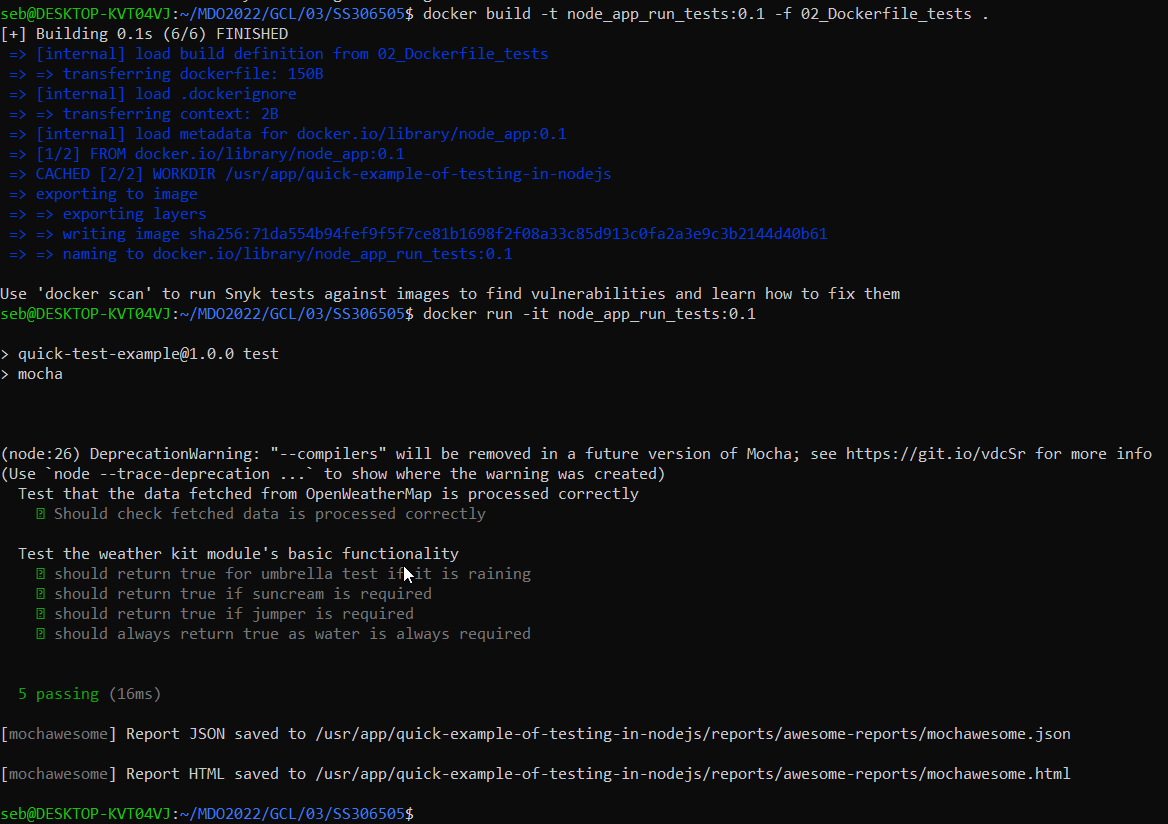 seb@DESKTOP-KVT04VJ:~/MDO2022/GCL/03/SS306505$ docker build -t node_app_run_tests:0.1 -f 02_Dockerfile_tests .
[+] Building 0.1s (6/6) FINISHED
=> [internal] load build definition from 02_Dockerfile_tests
=> => transferring dockerfile: 150B
=> [internal] load .dockerignore
=> => transferring context: 2B
=> [internal] load metadata for docker.io/library/node_app:0.1
=> [1/2] FROM docker.io/library/node_app:0.1
=> CACHED [2/2] WORKDIR /usr/app/quick-example-of-testing-in-nodejs
=> exporting to image
=> => exporting layers
=> => writing image sha256:71da554b94fef9f5f7ce81b1698f2f08a33c85d913c0fa2a3e9c3b2144d40b61
=> => naming to docker.io/library/node_app_run_tests:0.1
Use 'docker scan' to run Snyk tests against images to find vulnerabilities and learn how to fix them
seb@DESKTOP-KVT04VJ:~/MDO2022/GCL/03/SS306505$ docker run -it node_app_run_tests:0.1
> quick-test-example@1.0.0 test
> mocha
(node:26) DeprecationWarning: "--compilers" will be removed in a future version of Mocha; see https://git.io/vdcSr for more info
(Use `node --trace-deprecation ...` to show where the warning was created)
Test that the data fetched from OpenWeatherMap is processed correctly
Should check fetched data is processed correctly
Test the weather kit module's basic functionality
should return true for umbrella test if it is raining
should return true if suncream is required
should return true if jumper is required
should always return true as water is always required
5 passing (16ms)
[mochawesome] Report JSON saved to /usr/app/quick-example-of-testing-in-nodejs/reports/awesome-reports/mochawesome.json
[mochawesome] Report HTML saved to /usr/app/quick-example-of-testing-in-nodejs/reports/awesome-reports/mochawesome.html
seb@DESKTOP-KVT04VJ:~/MDO2022/GCL/03/SS306505$